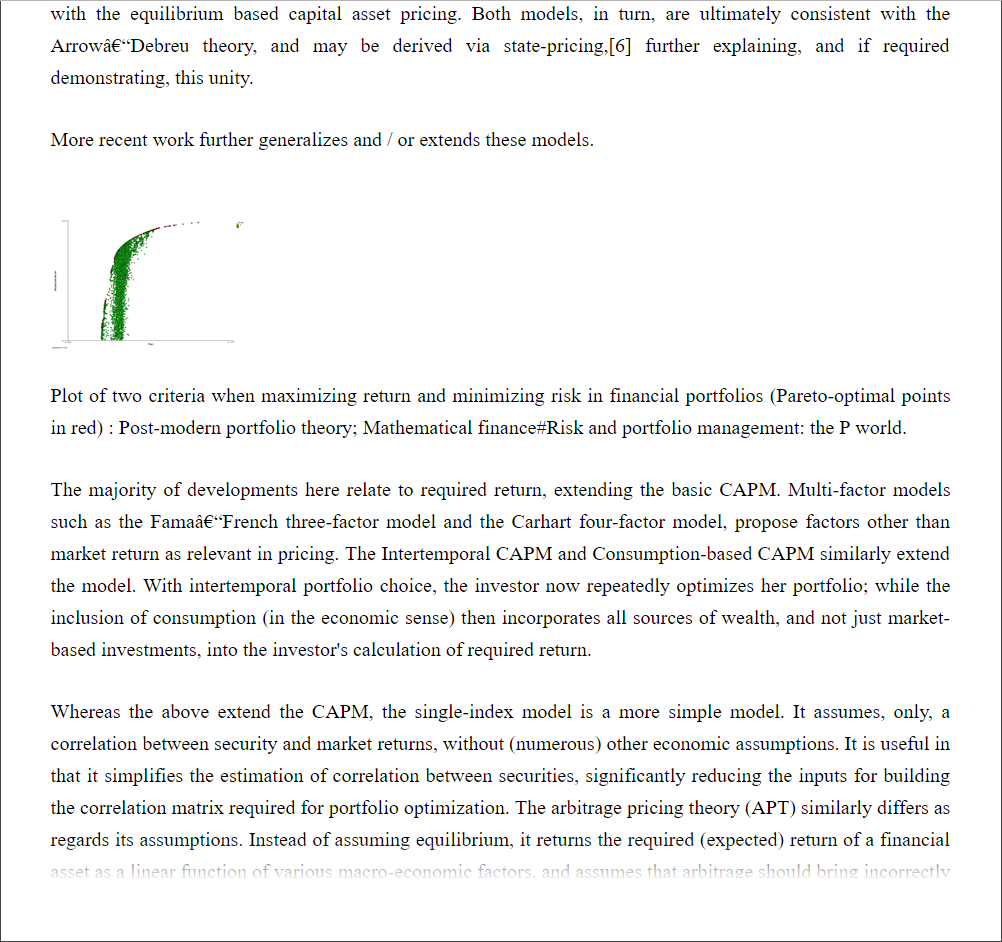 with the equilibrium based capital asset pricing. Both models, in turn, are ultimately consistent with the
Arrowâ€“Debreu theory, and may be derived via state-pricing,[6] further explaining, and if required
demonstrating, this unity.
More recent work further generalizes and / or extends these models.
Plot of two criteria when maximizing return and minimizing risk in financial portfolios (Pareto-optimal points
in red) : Post-modern portfolio theory; Mathematical finance#Risk and portfolio management: the P world.
The majority of developments here relate to required return, extending the basic CAPM. Multi-factor models
such as the Famaâ€“French three-factor model and the Carhart four-factor model, propose factors other than
market return as relevant in pricing. The Intertemporal CAPM and Consumption-based CAPM similarly extend
the model. With intertemporal portfolio choice, the investor now repeatedly optimizes her portfolio; while the
inclusion of consumption (in the economic sense) then incorporates all sources of wealth, and not just market-
based investments, into the investor's calculation of required return.
Whereas the above extend the CAPM, the single-index model is a more simple model. It assumes, only, a
correlation between security and market returns, without (numerous) other economic assumptions. It is useful in
that it simplifies the estimation of correlation between securities, significantly reducing the inputs for building
the correlation matrix required for portfolio optimization. The arbitrage pricing theory (APT) similarly differs as
regards its assumptions. Instead of assuming equilibrium, it returns the required (expected) return of a financial
asset as a linear function of various macro-economic factors, and assumes that arbitrage should bring incorrectly